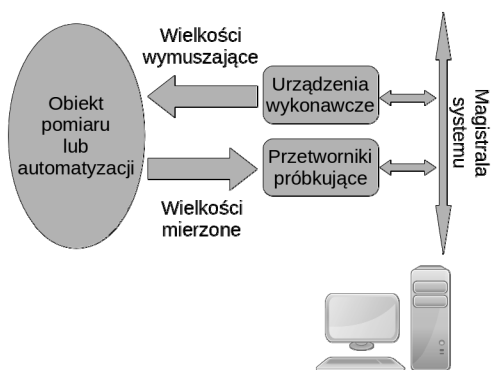 Wielkości
wymuszające
Obiekt
pomiaru
lub
automatyzacji
Urządzenia
wykonawcze
Przetworniki
próbkujące
Wielkości
mierzone
Magistrala
systemu